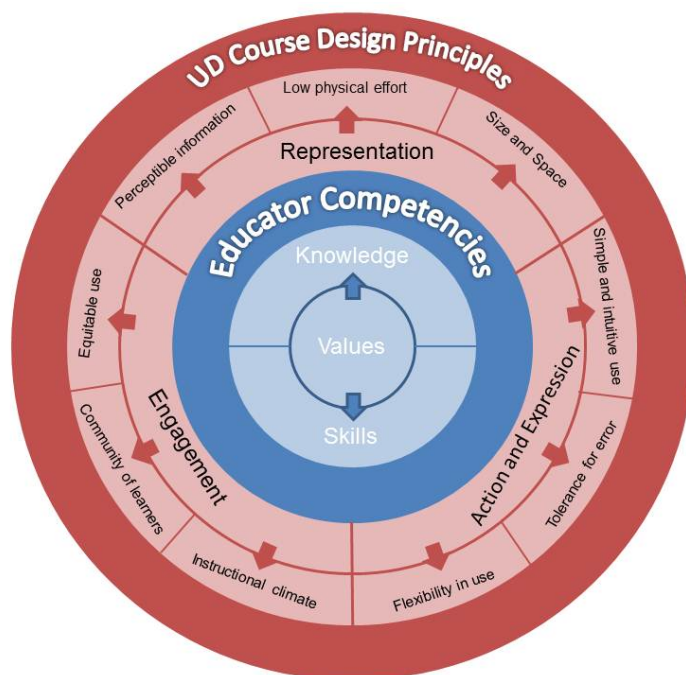 UD Course Design Principles
Low physical effort
Perceptible information
Size and Space
Representation
Educator Competencies
Knowledge
Values
Skills
Equitable use
Simple and intuitive use
Engagement
Action and Expression
Community of learners
Tolerance for error
Instructional climate
Flexibility in use